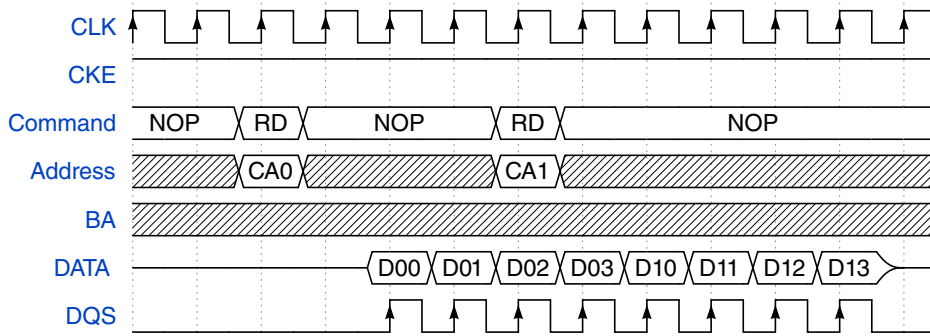 CLK
CKE
Command NOP RD NOP RD NOP
Address CA0 CA1
BA
DATA D00 D01 D02 D03 D10 D11 D12 D13
DQS